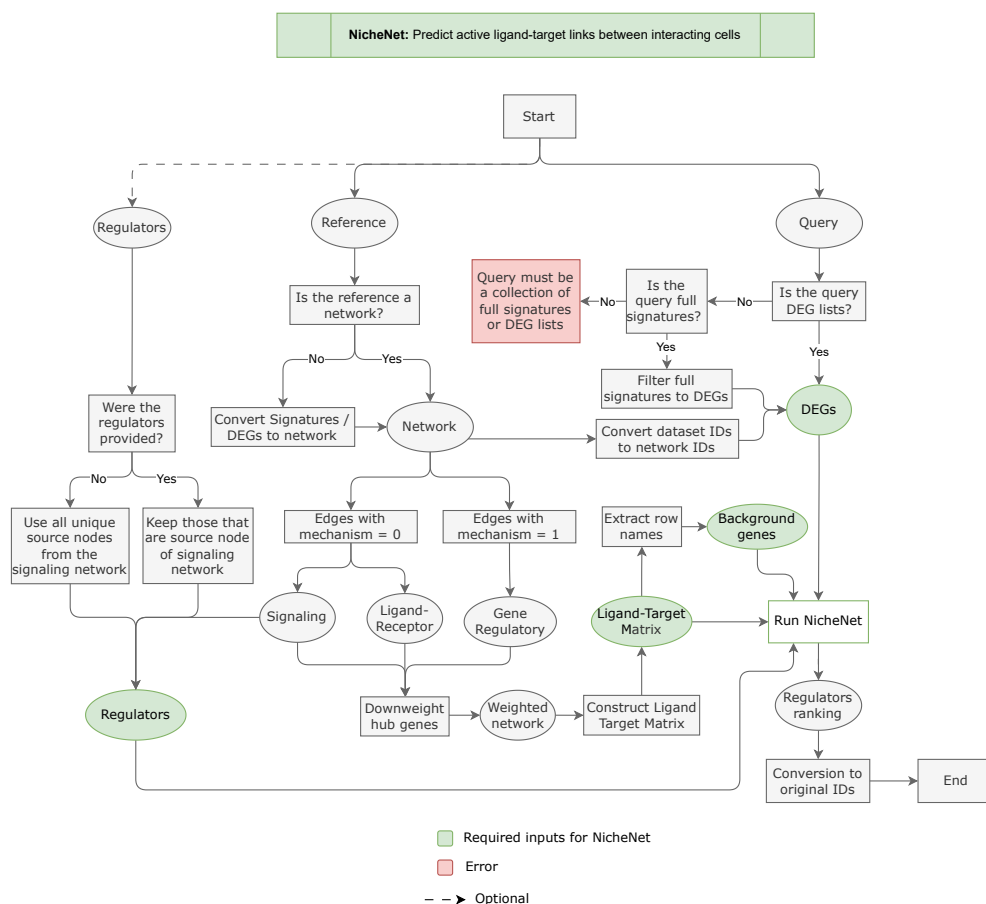 NicheNet: Predict active ligand-target links between interacting cells
Start
Regulators
Reference
Query
Is the reference a
network?
Query must be
a collection of
full signatures
or DEG lists
No
Is the
query full
signatures?
No
Is the query
DEG lists?
No
Yes
Yes
Yes
Were the
regulators
provided?
Convert Signatures /
DEGs to network
Network
Filter full
signatures to DEGs
Convert dataset IDs
to network IDs
DEGs
No
Yes
Use all unique
source nodes
from the
signaling network
Keep those that
are source node
of signaling
network
Edges with
mechanism = 0
Edges with
mechanism = 1
Extract row
names
Background
genes
Signaling
Ligand-
Receptor
Gene
Regulatory
Ligand-Target
Matrix
Run NicheNet
Regulators
Downweight
hub genes
Weighted
network
Construct Ligand
Target Matrix
Regulators
ranking
Conversion to
original IDs
End
Required inputs for NicheNet
Error
Optional